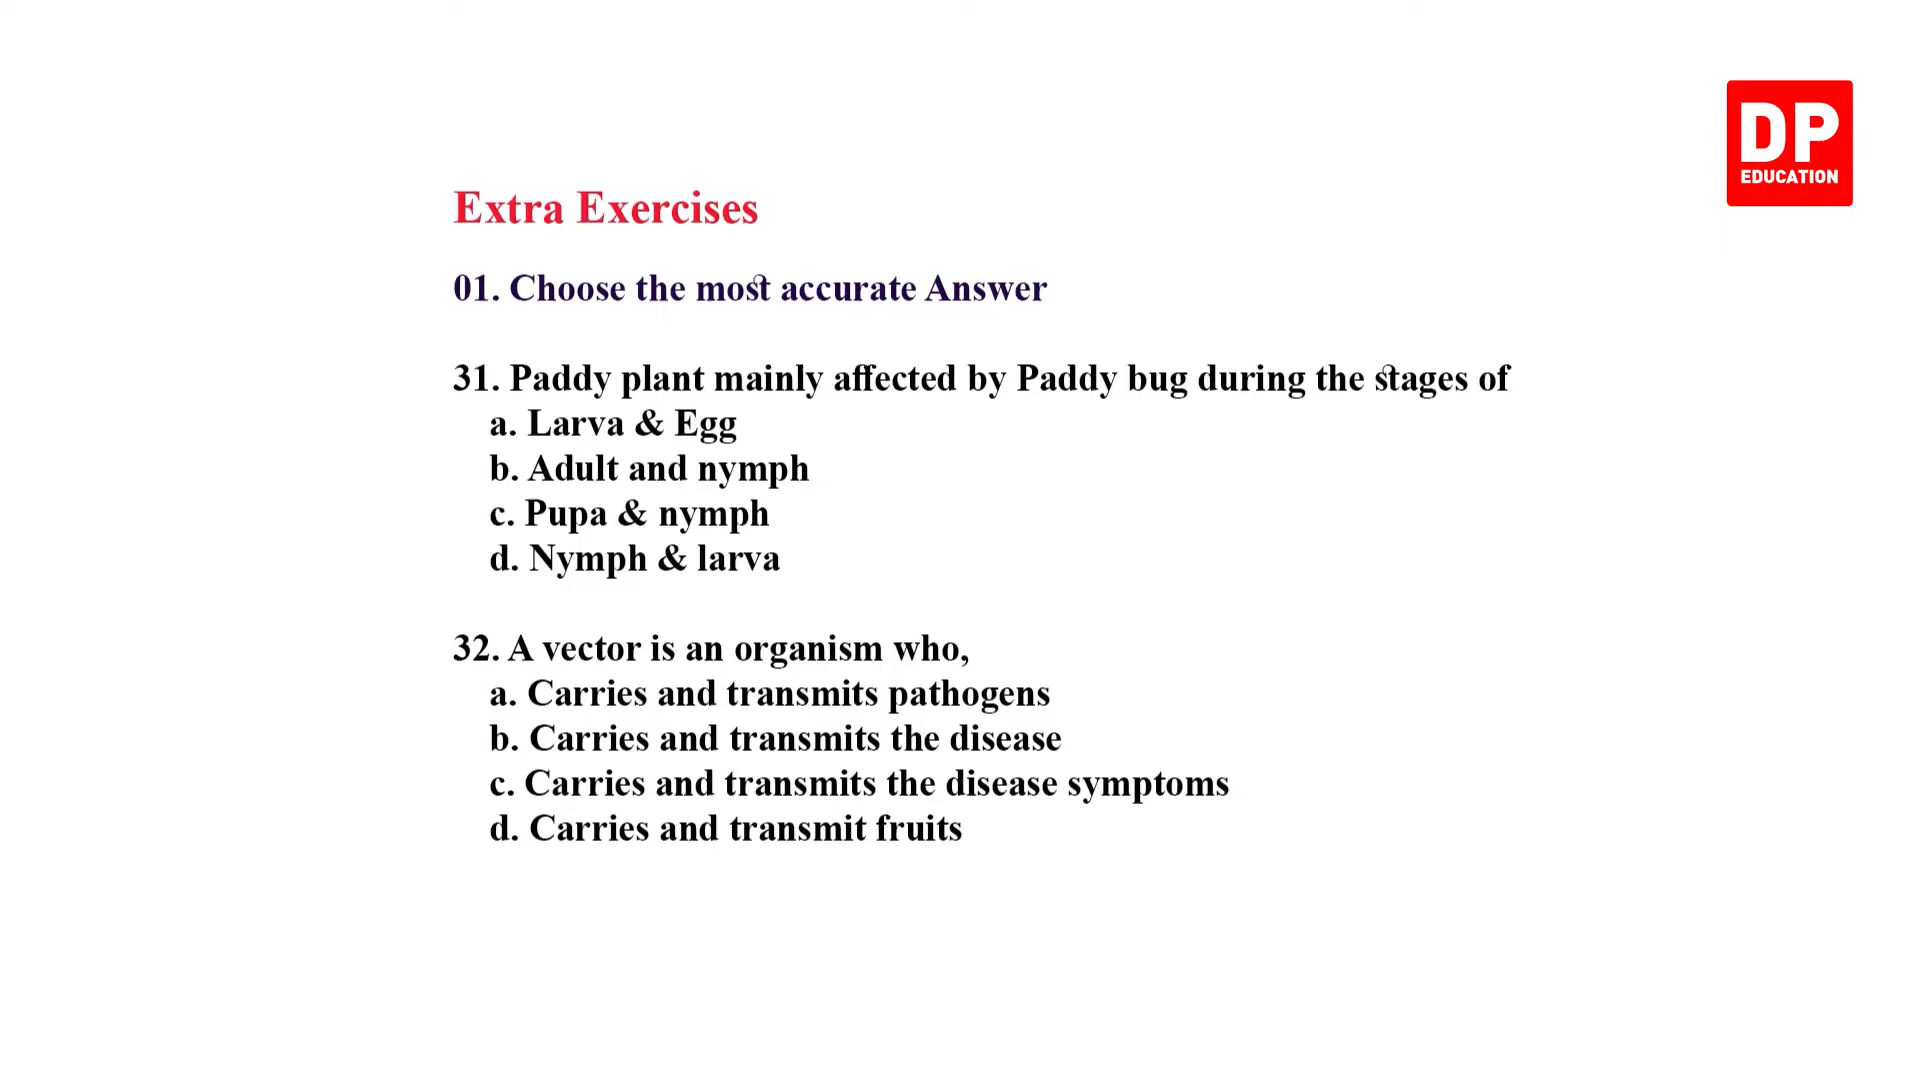 DP
EDUCATION
Extra Exercises
01. Choose the most accurate Answer
31. Paddy plant mainly affected by Paddy bug during the stages of
a. Larva & Egg
b. Adult and nymph
c. Pupa & nymph
d. Nymph & larva
32. A vector is an organism who,
a. Carries and transmits pathogens
b. Carries and transmits the disease
c. Carries and transmits the disease symptoms
d. Carries and transmit fruits